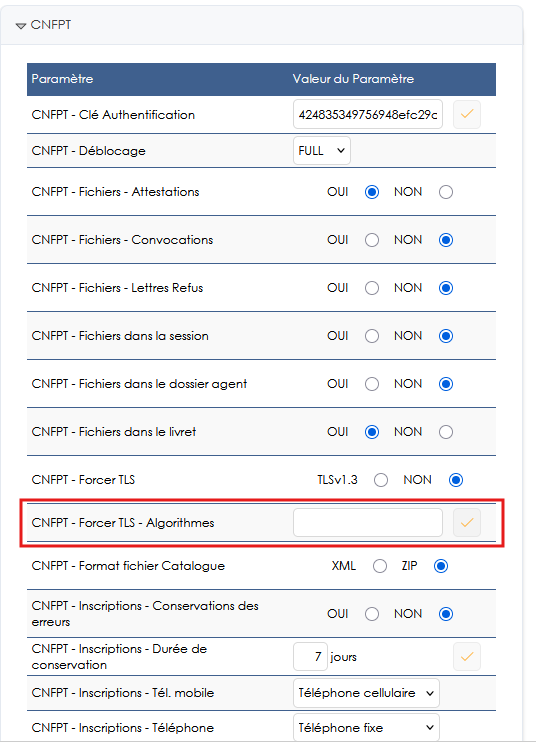 CNFPT
Paramètre Valeur du Paramètre
CNFPT - Clé Authentification 424835349756948efc29c
CNFPT - Déblocage FULL
CNFPT - Fichiers - Attestations OUI NON
CNFPT - Fichiers - Convocations OUI NON
CNFPT - Fichiers - Lettres Refus OUI NON
CNFPT - Fichiers dans la session OUI NON
CNFPT - Fichiers dans le dossier agent OUI NON
CNFPT - Fichiers dans le livret OUI NON
CNFPT - Forcer TLS TLSv1.3 NON
CNFPT - Forcer TLS - Algorithmes
CNFPT - Format fichier Catalogue XML ZIP
CNFPT - Inscriptions - Conservations des
erreurs OUI NON
CNFPT - Inscriptions - Durée de
conservation 7 jours
CNFPT - Inscriptions - Tél. mobile Téléphone cellulaire
CNFPT - Inscriptions - Téléphone Téléphone fixe